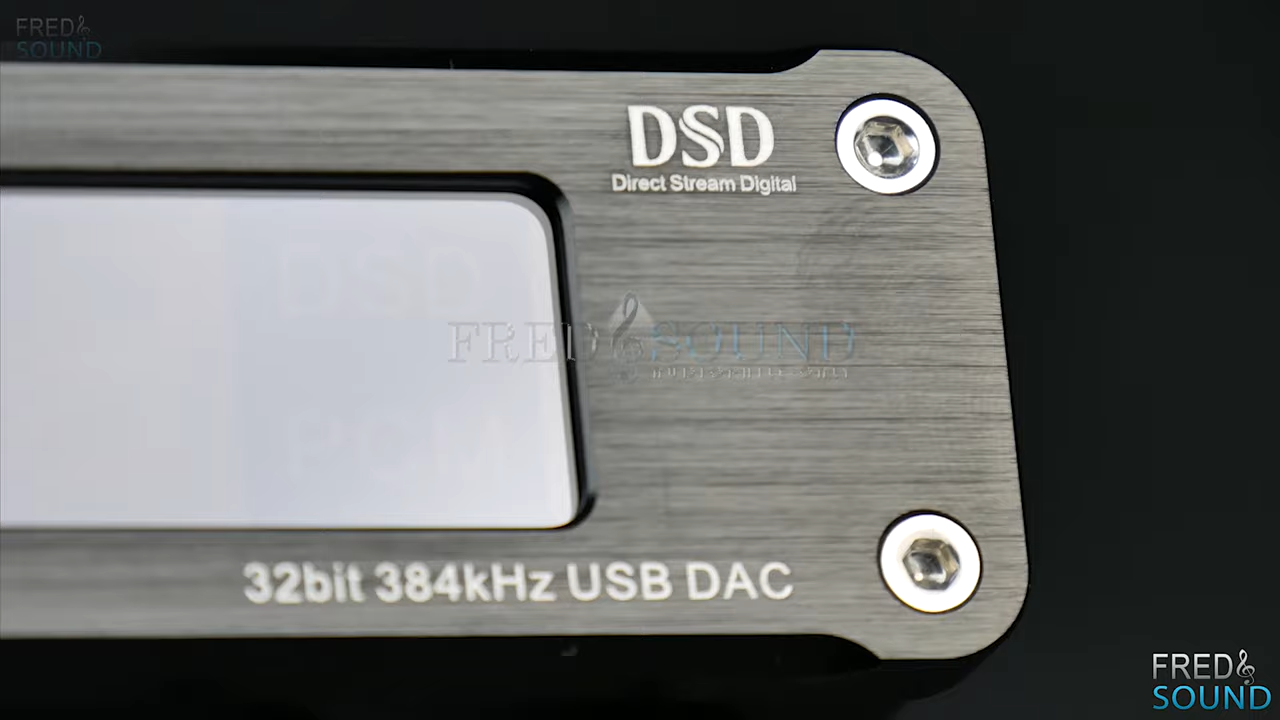 FRED
SOUND
DSD
Direct Stream Digital
FRED SOUND
32bit 384kHz USB DAC
FRED
SOUND